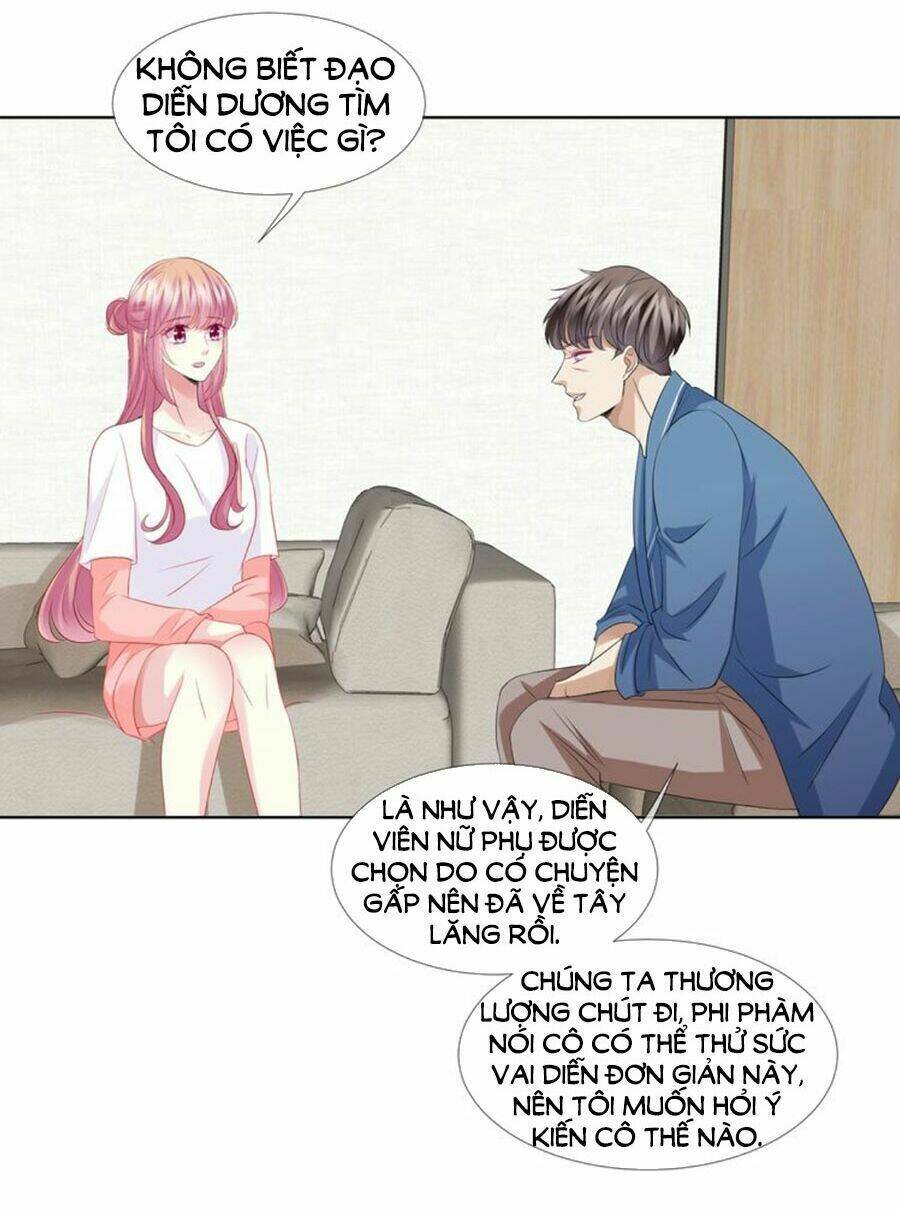 KHÔNG BIẾT ĐẠO
DIỄN DƯƠNG TÌM
TÔI CÓ VIỆC GÌ?
LÀ NHƯ VẬY, DIỄN
VIÊN NỮ PHỤ ĐƯỢC
CHỌN DO CÓ CHUYỆN
GẤP NÊN ĐÃ VỀ TÂY
LĂNG RỒI.
CHÚNG TA THƯƠNG
LƯỢNG CHÚT ĐI, PHI PHÀM
NÓI CÔ CÓ THỂ THỬ SỨC
VAI DIỄN ĐƠN GIẢN NÀY,
NÊN TÔI MUỐN HỎI Ý
KIẾN CÔ THẾ NÀO.